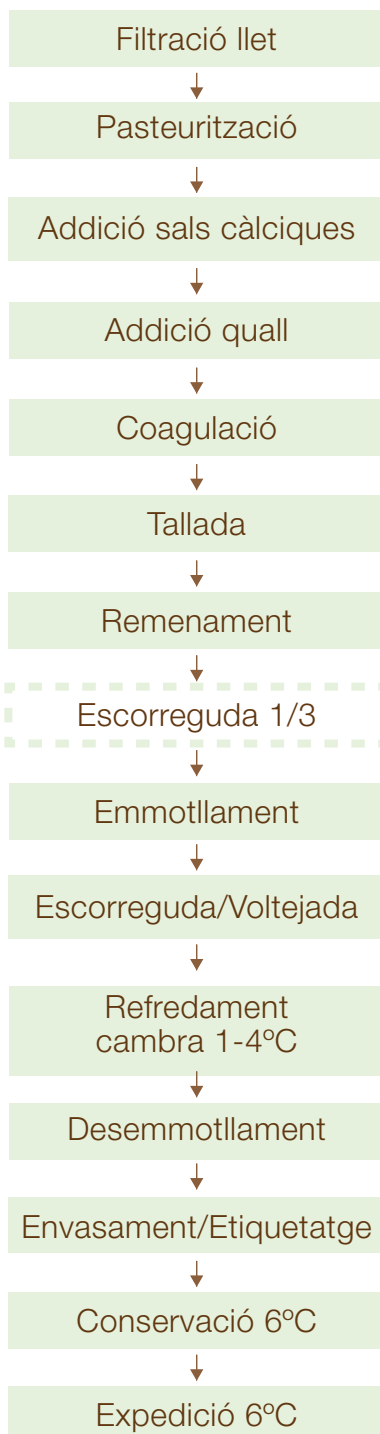 Filtració llet
Pasteurització
Addició sals càlciques
Addició quall
Coagulació
Tallada
Remenament
Escorreguda 1/3
Emmotllament
Escorreguda/Voltejada
Refredament
cambra 1-4ºC
Desemmotllament
Envasament/Etiquetatge
Conservació 6ºC
Expedició 6ºC